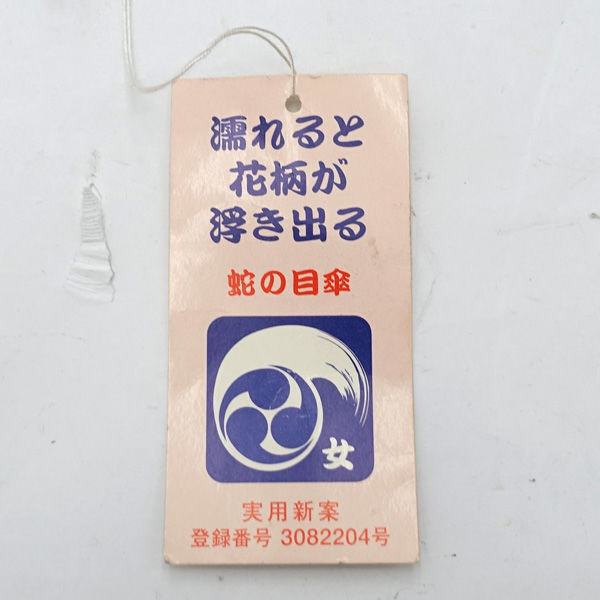 濡れると
花柄が
浮き出る
蛇の目傘
女
実用新案
登録番号 3082204号